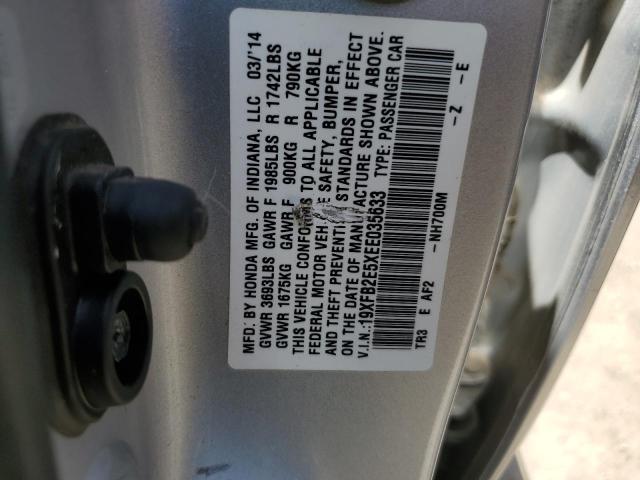 MFG. BY HONDA MFG. OF INDIANA, LLC 03/'14
GVWR 3693LBS GAWR F 1985LBS R 1742LBS
GVWR 1675KG GAWR F 900KG R 790KG
THIS VEHICLE CONFORMS TO ALL APPLICABLE
FEDERAL MOTOR VEHICLE SAFETY, BUMPER,
AND THEFT PREVENTION STANDARDS IN EFFECT
ON THE DATE OF MANUFACTURE SHOWN ABOVE.
V.I.N.:19XFB2E5XEE035633 TYPE: PASSENGER CAR
TR3 E AF2 -NH700M -Z -E